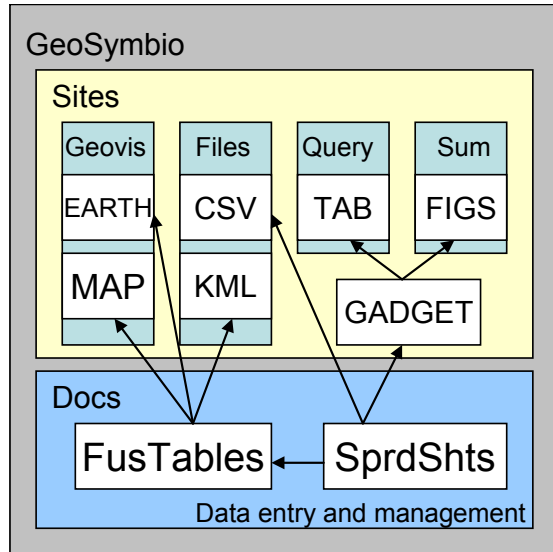 GeoSymbio
Sites
Geovis
Files
Query
Sum
EARTH
CSV
TAB
FIGS
MAP
KML
GADGET
Docs
FusTables
SprdShts
Data entry and management